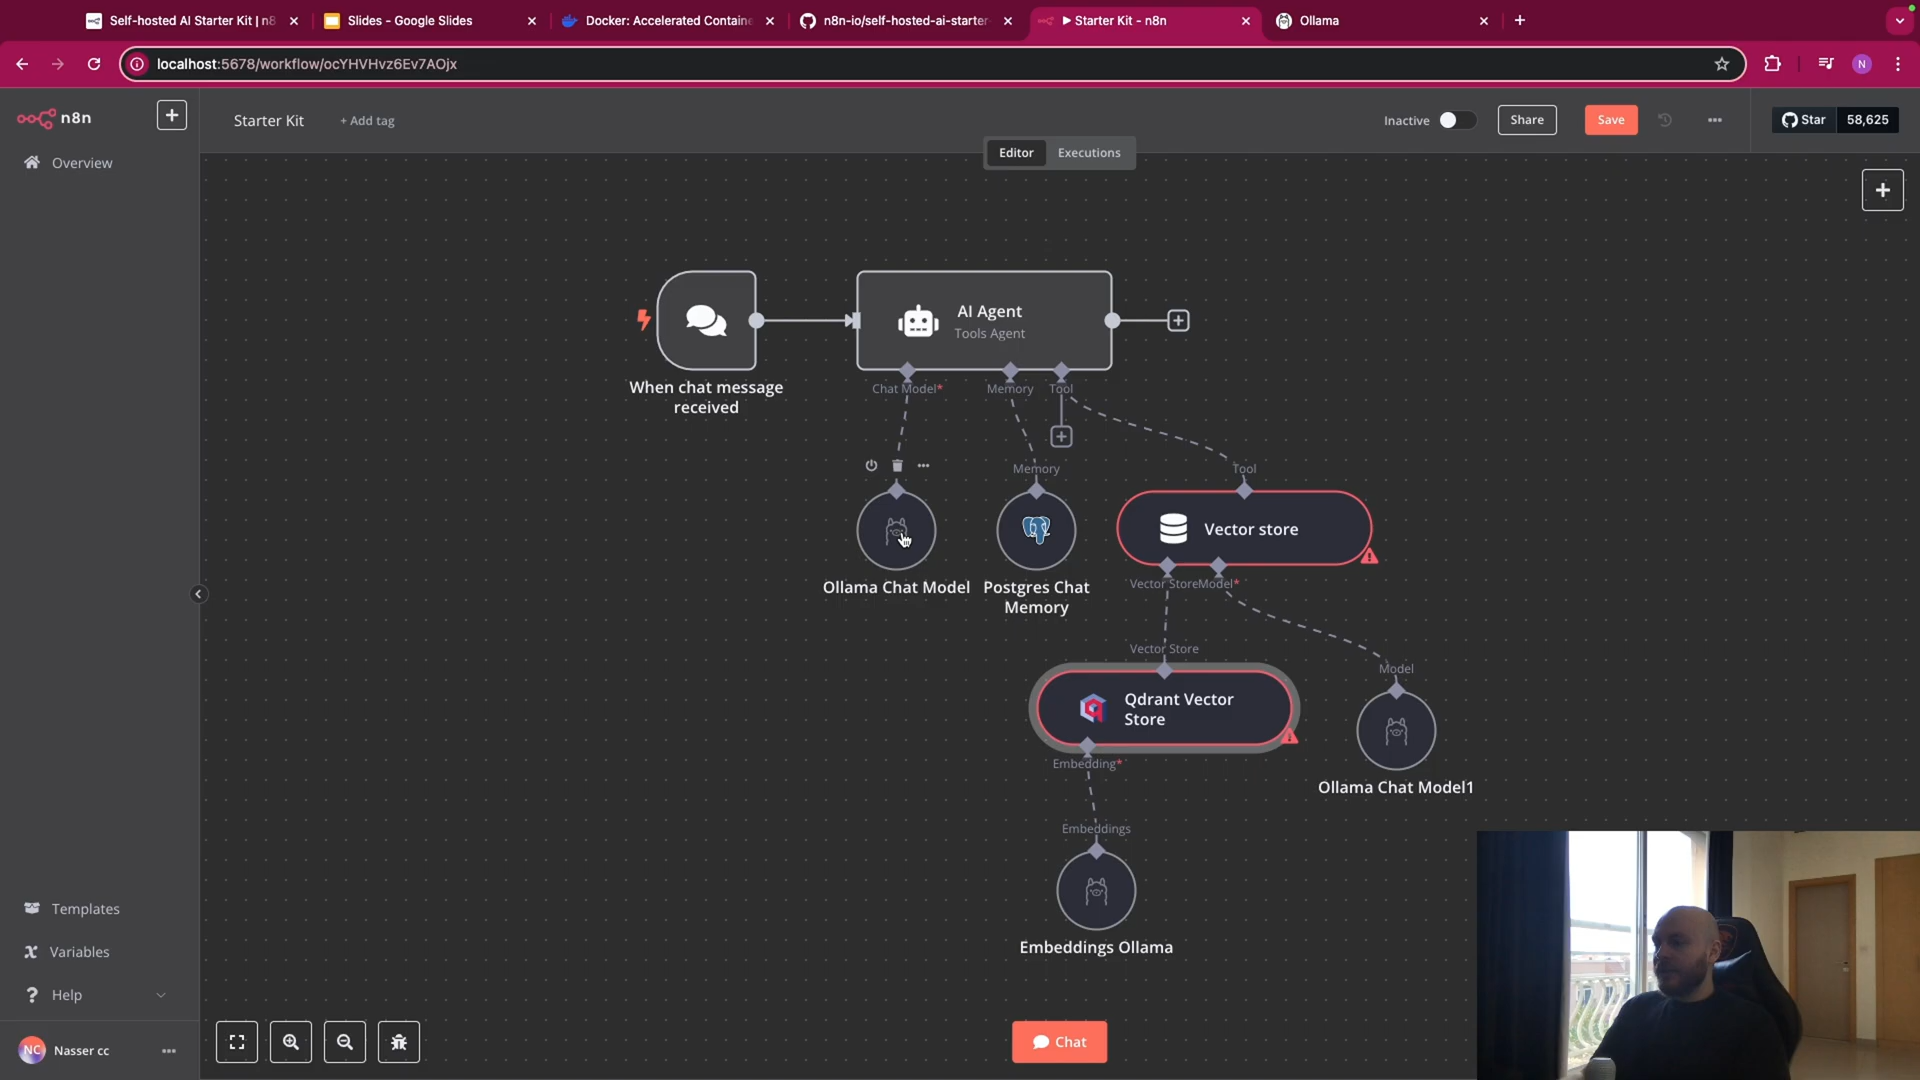 Self-hosted AI Starter Kit | n8
Slides - Google Slides
Docker: Accelerated Containe
n8n-io/self-hosted-ai-starter-
Starter Kit - n8n
Ollama
localhost:5678/workflow/ocYHVHvz6Ev7AOjx
N
n8n
Starter Kit
+ Add tag
Inactive
Share
Save
Star
58,625
Editor
Executions
Overview
AI Agent
Tools Agent
When chat message
received
Chat Model*
Memory
Tool
Memory
Tool
Vector store
Ollama Chat Model
Postgres Chat
Memory
Vector Store
Model*
Vector Store
Model
Qdrant Vector
Store
Embedding*
Ollama Chat Model1
Embeddings
Embeddings Ollama
Templates
Variables
Help
NC
Nasser cc
Chat